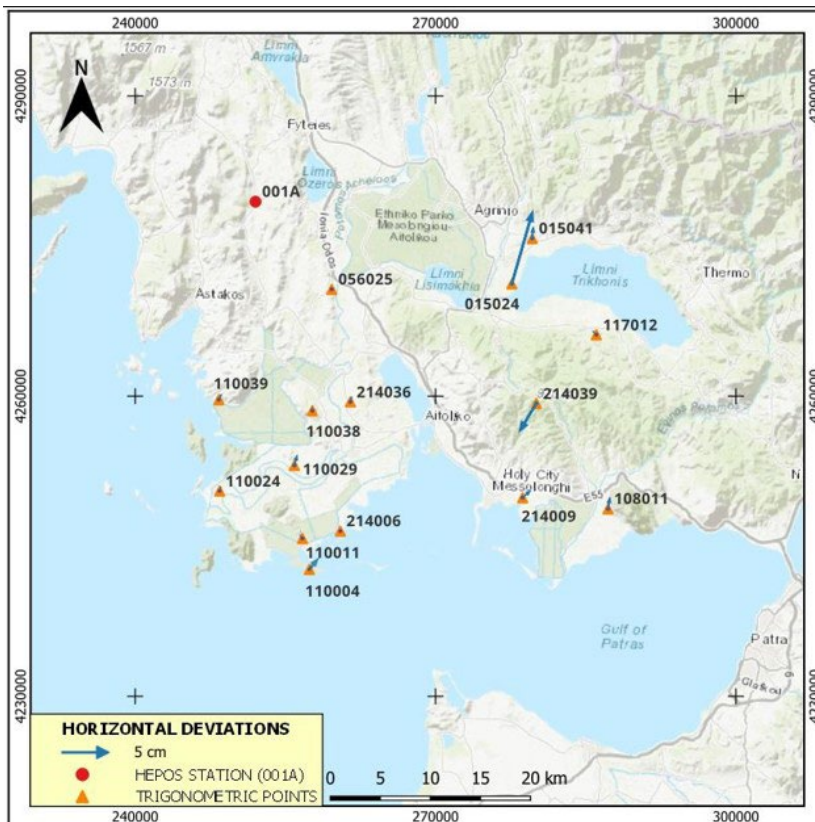 240000 270000 300000
1567 m
Limni
Amvrakia
N
1573 m
4290000
4290000
Fyteres
Limni
Ozeros
Acheloos
001A
Ethniko Parko
Mesolongiou-
Aitolikou
Agrinio
015041
Ionia Odos
056025
Limni
Lisimakhia
Limni
Trikhonis
Thermo
Astakos
015024
117012
110039
214036
214039
4260000
4260000
110038
Aitoliko
110029
Holy City
Messolonghi
E55
N
110024
108011
214006
214009
110011
110004
Gulf of
Patras
Patra
Glafkou
4230000
4230000
HORIZONTAL DEVIATIONS
5 cm
HEPOS STATION (001A)
TRIGONOMETRIC POINTS
0 5 10 15 20 km
240000 270000 300000